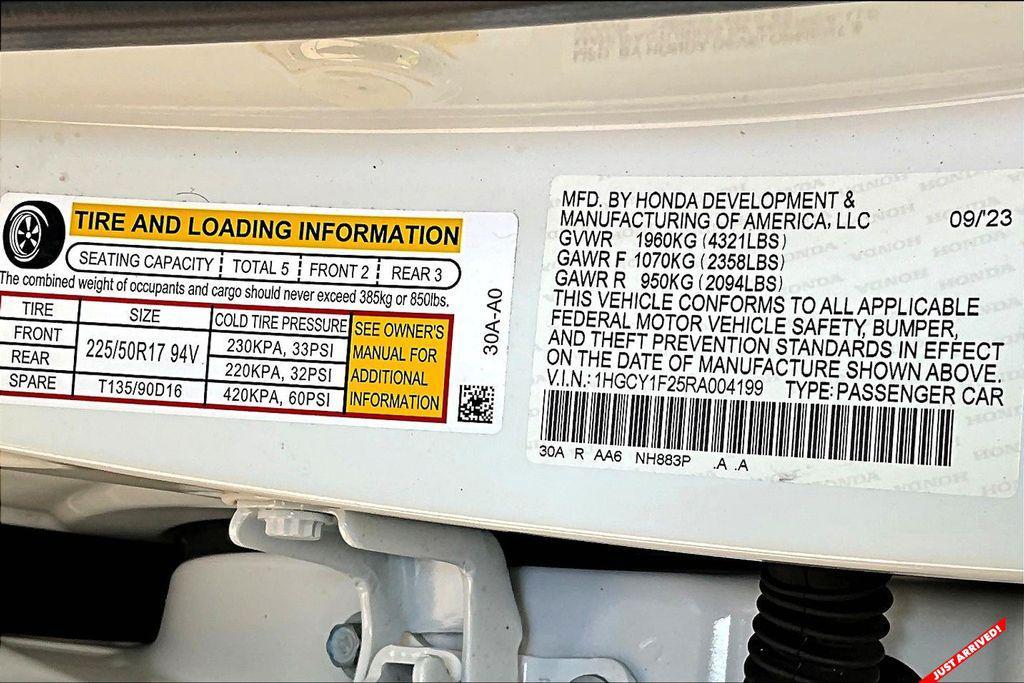 TIRE AND LOADING INFORMATION
SEATING CAPACITY TOTAL 5 FRONT 2 REAR 3
The combined weight of occupants and cargo should never exceed 385kg or 850lbs.
TIRE SIZE COLD TIRE PRESSURE
FRONT 225/50R17 94V 230KPA, 33PSI
REAR 220KPA, 32PSI
SPARE T135/90D16 420KPA, 60PSI
SEE OWNER'S
MANUAL FOR
ADDITIONAL
INFORMATION
30A-A0
MFD. BY HONDA DEVELOPMENT &
MANUFACTURING OF AMERICA, LLC 09/'23
GVWR 1960KG (4321LBS)
GAWR F 1070KG (2358LBS)
GAWR R 950KG (2094LBS)
THIS VEHICLE CONFORMS TO ALL APPLICABLE
FEDERAL MOTOR VEHICLE SAFETY, BUMPER,
AND THEFT PREVENTION STANDARDS IN EFFECT
ON THE DATE OF MANUFACTURE SHOWN ABOVE.
V.I.N.: 1HGCY1F25RA004199 TYPE: PASSENGER CAR
30A R AA6 NH883P .A .A
JUST ARRIVED!